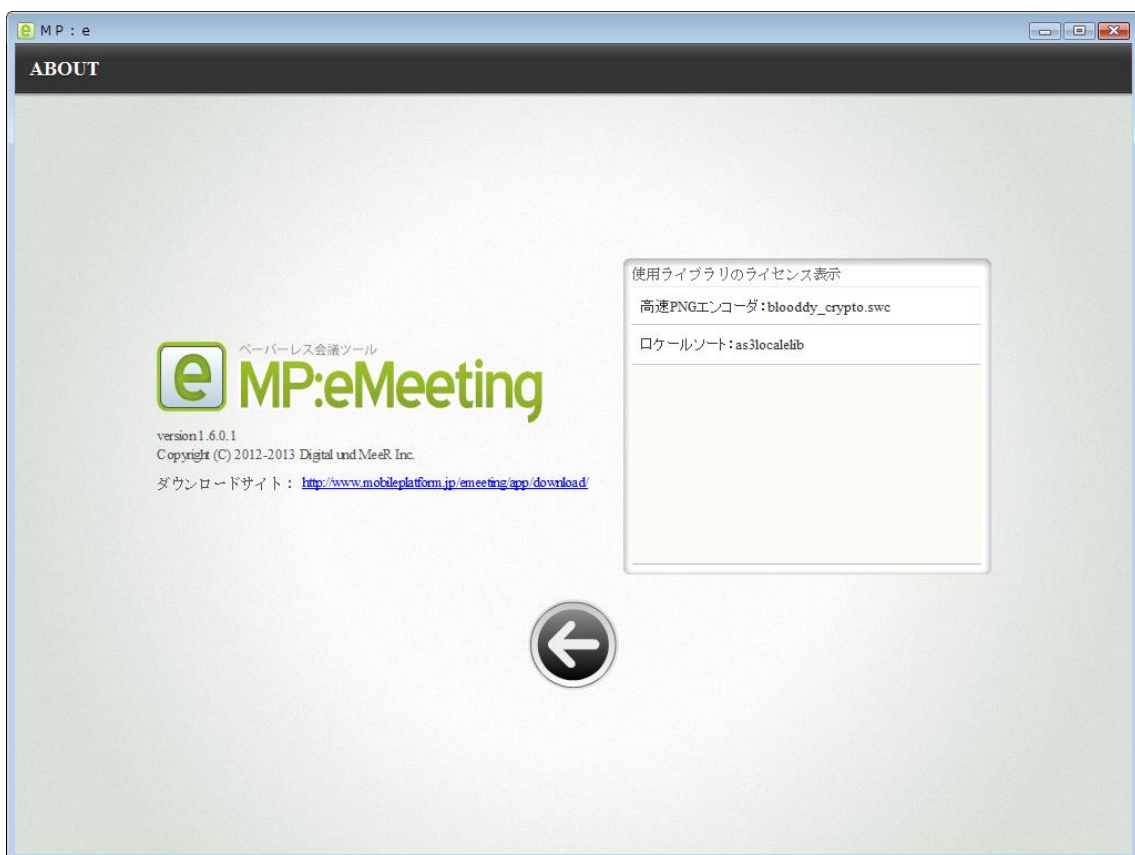 MP:e
ABOUT
ペーパーレス会議ツール
e MP:eMeeting
version1.6.0.1
Copyright (C) 2012-2013 Digital und MeeR Inc.
ダウンロードサイト： http://www.mobileplatform.jp/emeeting/app/download/
使用ライブラリのライセンス表示
高速PNGエンコーダ：blooddy_crypto.swc
ロケールソート：as3localelib